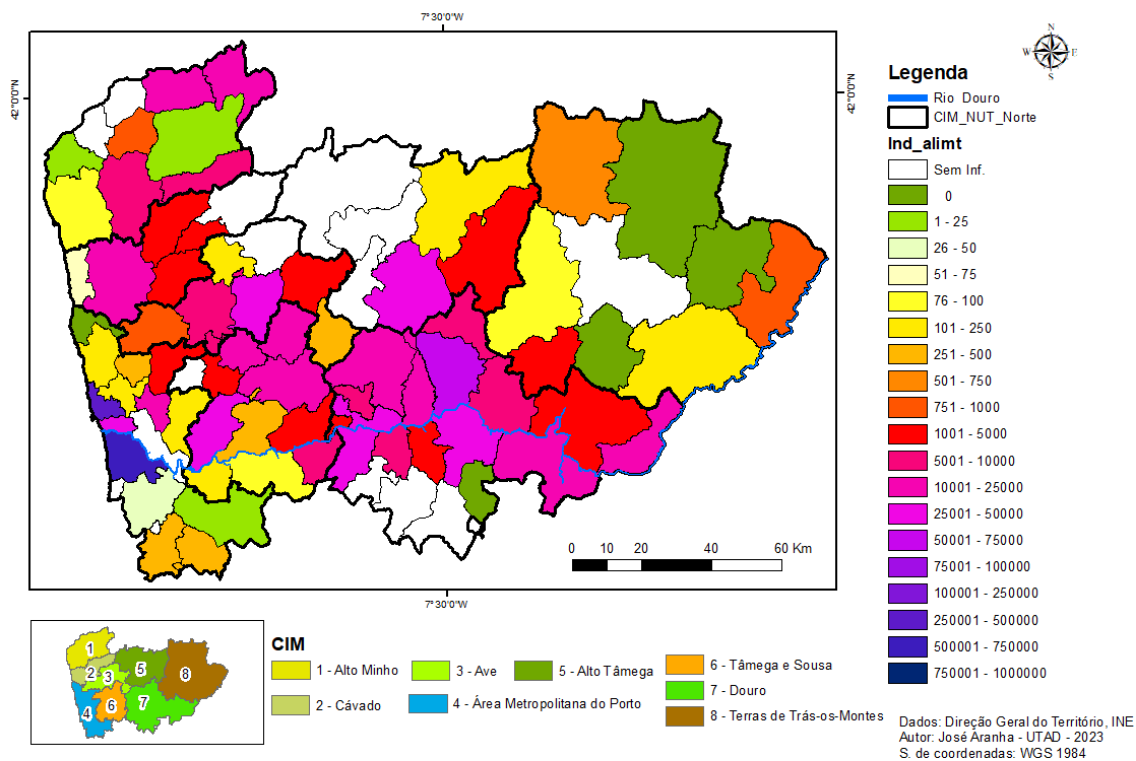 7°30'0"W
42°0'0"N
42°0'0"N
N
W
E
S
Legenda
Rio Douro
CIM_NUT_Norte
Ind_alimt
Sem Inf.
0
1 - 25
26 - 50
51 - 75
76 - 100
101 - 250
251 - 500
501 - 750
751 - 1000
1001 - 5000
5001 - 10000
10001 - 25000
25001 - 50000
50001 - 75000
75001 - 100000
100001 - 250000
250001 - 500000
500001 - 750000
750001 - 1000000
0 10 20 40 60 Km
7°30'0"W
1
2
3
4
5
6
7
8
CIM
1 - Alto Minho
2 - Cávado
3 - Ave
4 - Área Metropolitana do Porto
5 - Alto Tâmega
6 - Tâmega e Sousa
7 - Douro
8 - Terras de Trás-os-Montes
Dados: Direção Geral do Território, INE
Autor: José Aranha - UTAD - 2023
S. de coordenadas: WGS 1984